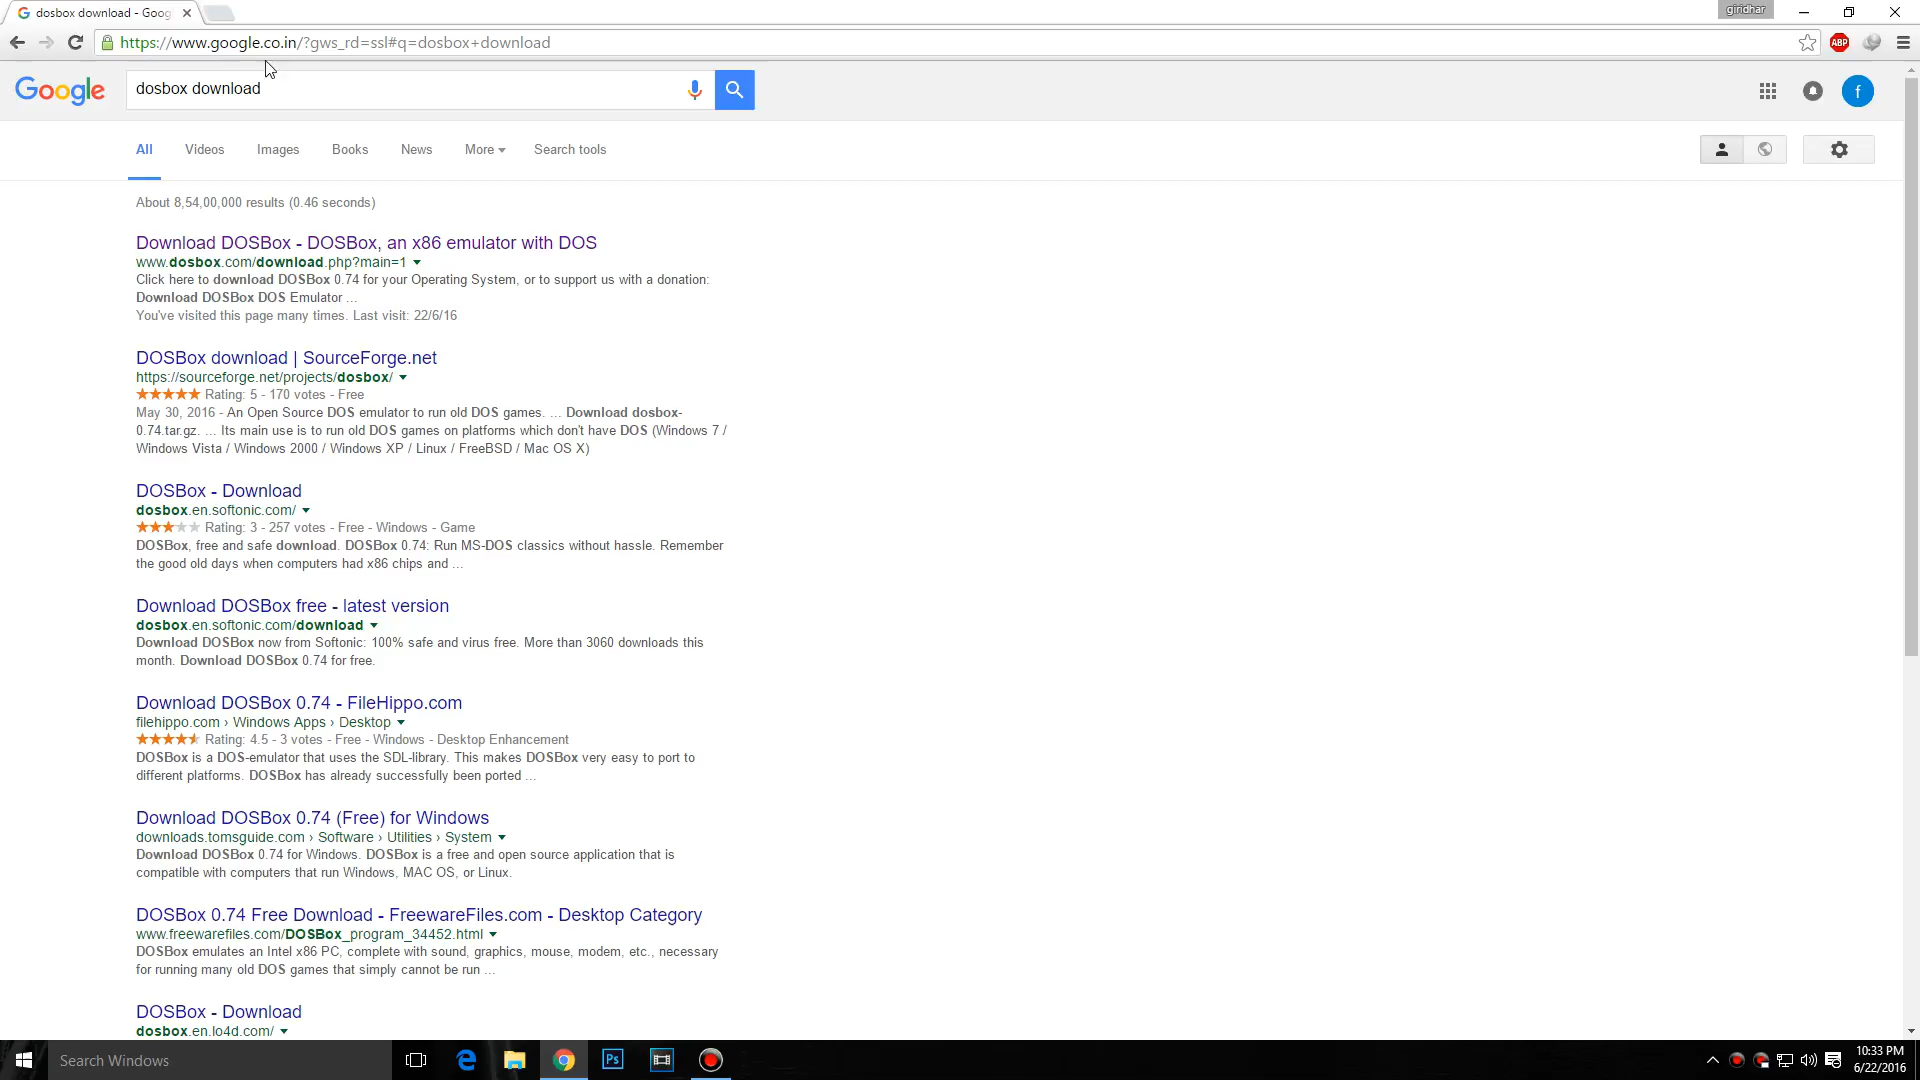 dosbox download - Goog
giridhar
https://www.google.co.in/?gws_rd=ssl#q=dosbox+download
ABP
Google
dosbox download
f
All Videos Images Books News More Search tools
About 8,54,00,000 results (0.46 seconds)
Download DOSBox - DOSBox, an x86 emulator with DOS
www.dosbox.com/download.php?main=1
Click here to download DOSBox 0.74 for your Operating System, or to support us with a donation:
Download DOSBox DOS Emulator ...
You've visited this page many times. Last visit: 22/6/16
DOSBox download | SourceForge.net
https://sourceforge.net/projects/dosbox/
Rating: 5 - 170 votes - Free
May 30, 2016 - An Open Source DOS emulator to run old DOS games. ... Download dosbox-
0.74.tar.gz. ... Its main use is to run old DOS games on platforms which don't have DOS (Windows 7 /
Windows Vista / Windows 2000 / Windows XP / Linux / FreeBSD / Mac OS X)
DOSBox - Download
dosbox.en.softonic.com/
Rating: 3 - 257 votes - Free - Windows - Game
DOSBox, free and safe download. DOSBox 0.74: Run MS-DOS classics without hassle. Remember
the good old days when computers had x86 chips and ...
Download DOSBox free - latest version
dosbox.en.softonic.com/download
Download DOSBox now from Softonic: 100% safe and virus free. More than 3060 downloads this
month. Download DOSBox 0.74 for free.
Download DOSBox 0.74 - FileHippo.com
filehippo.com › Windows Apps › Desktop
Rating: 4.5 - 3 votes - Free - Windows - Desktop Enhancement
DOSBox is a DOS-emulator that uses the SDL-library. This makes DOSBox very easy to port to
different platforms. DOSBox has already successfully been ported ...
Download DOSBox 0.74 (Free) for Windows
downloads.tomsguide.com › Software › Utilities › System
Download DOSBox 0.74 for Windows. DOSBox is a free and open source application that is
compatible with computers that run Windows, MAC OS, or Linux.
DOSBox 0.74 Free Download - FreewareFiles.com - Desktop Category
www.freewarefiles.com/DOSBox_program_34452.html
DOSBox emulates an Intel x86 PC, complete with sound, graphics, mouse, modem, etc., necessary
for running many old DOS games that simply cannot be run ...
DOSBox - Download
dosbox.en.lo4d.com/
Search Windows
Ps
10:33 PM
6/22/2016